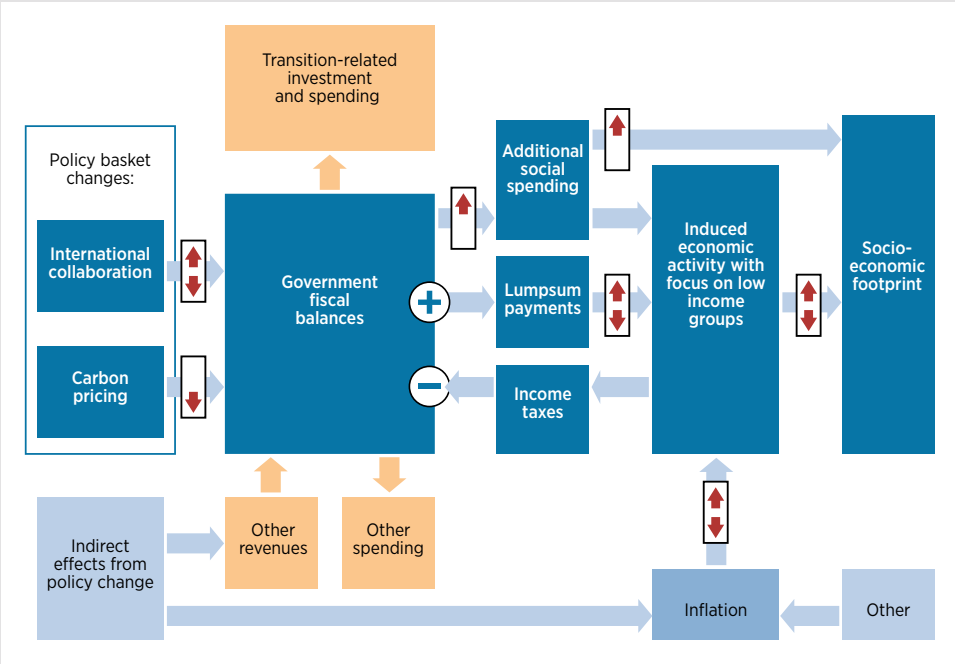 Transition-related
investment
and spending
Policy basket
changes:
International
collaboration
Carbon
pricing
Government
fiscal
balances
+
−
Additional
social
spending
Lumpsum
payments
Income
taxes
Induced
economic
activity with
focus on low
income
groups
Socio-
economic
footprint
Indirect
effects from
policy change
Other
revenues
Other
spending
Inflation
Other